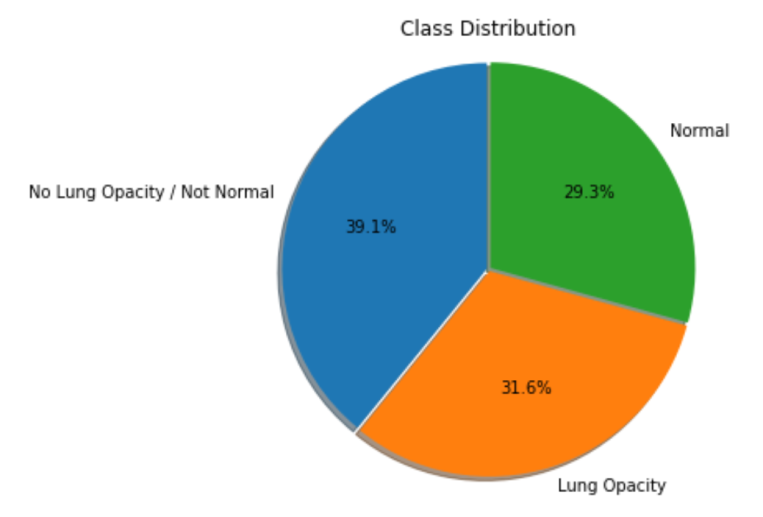 Class Distribution
Normal
No Lung Opacity / Not Normal
29.3%
39.1%
31.6%
Lung Opacity